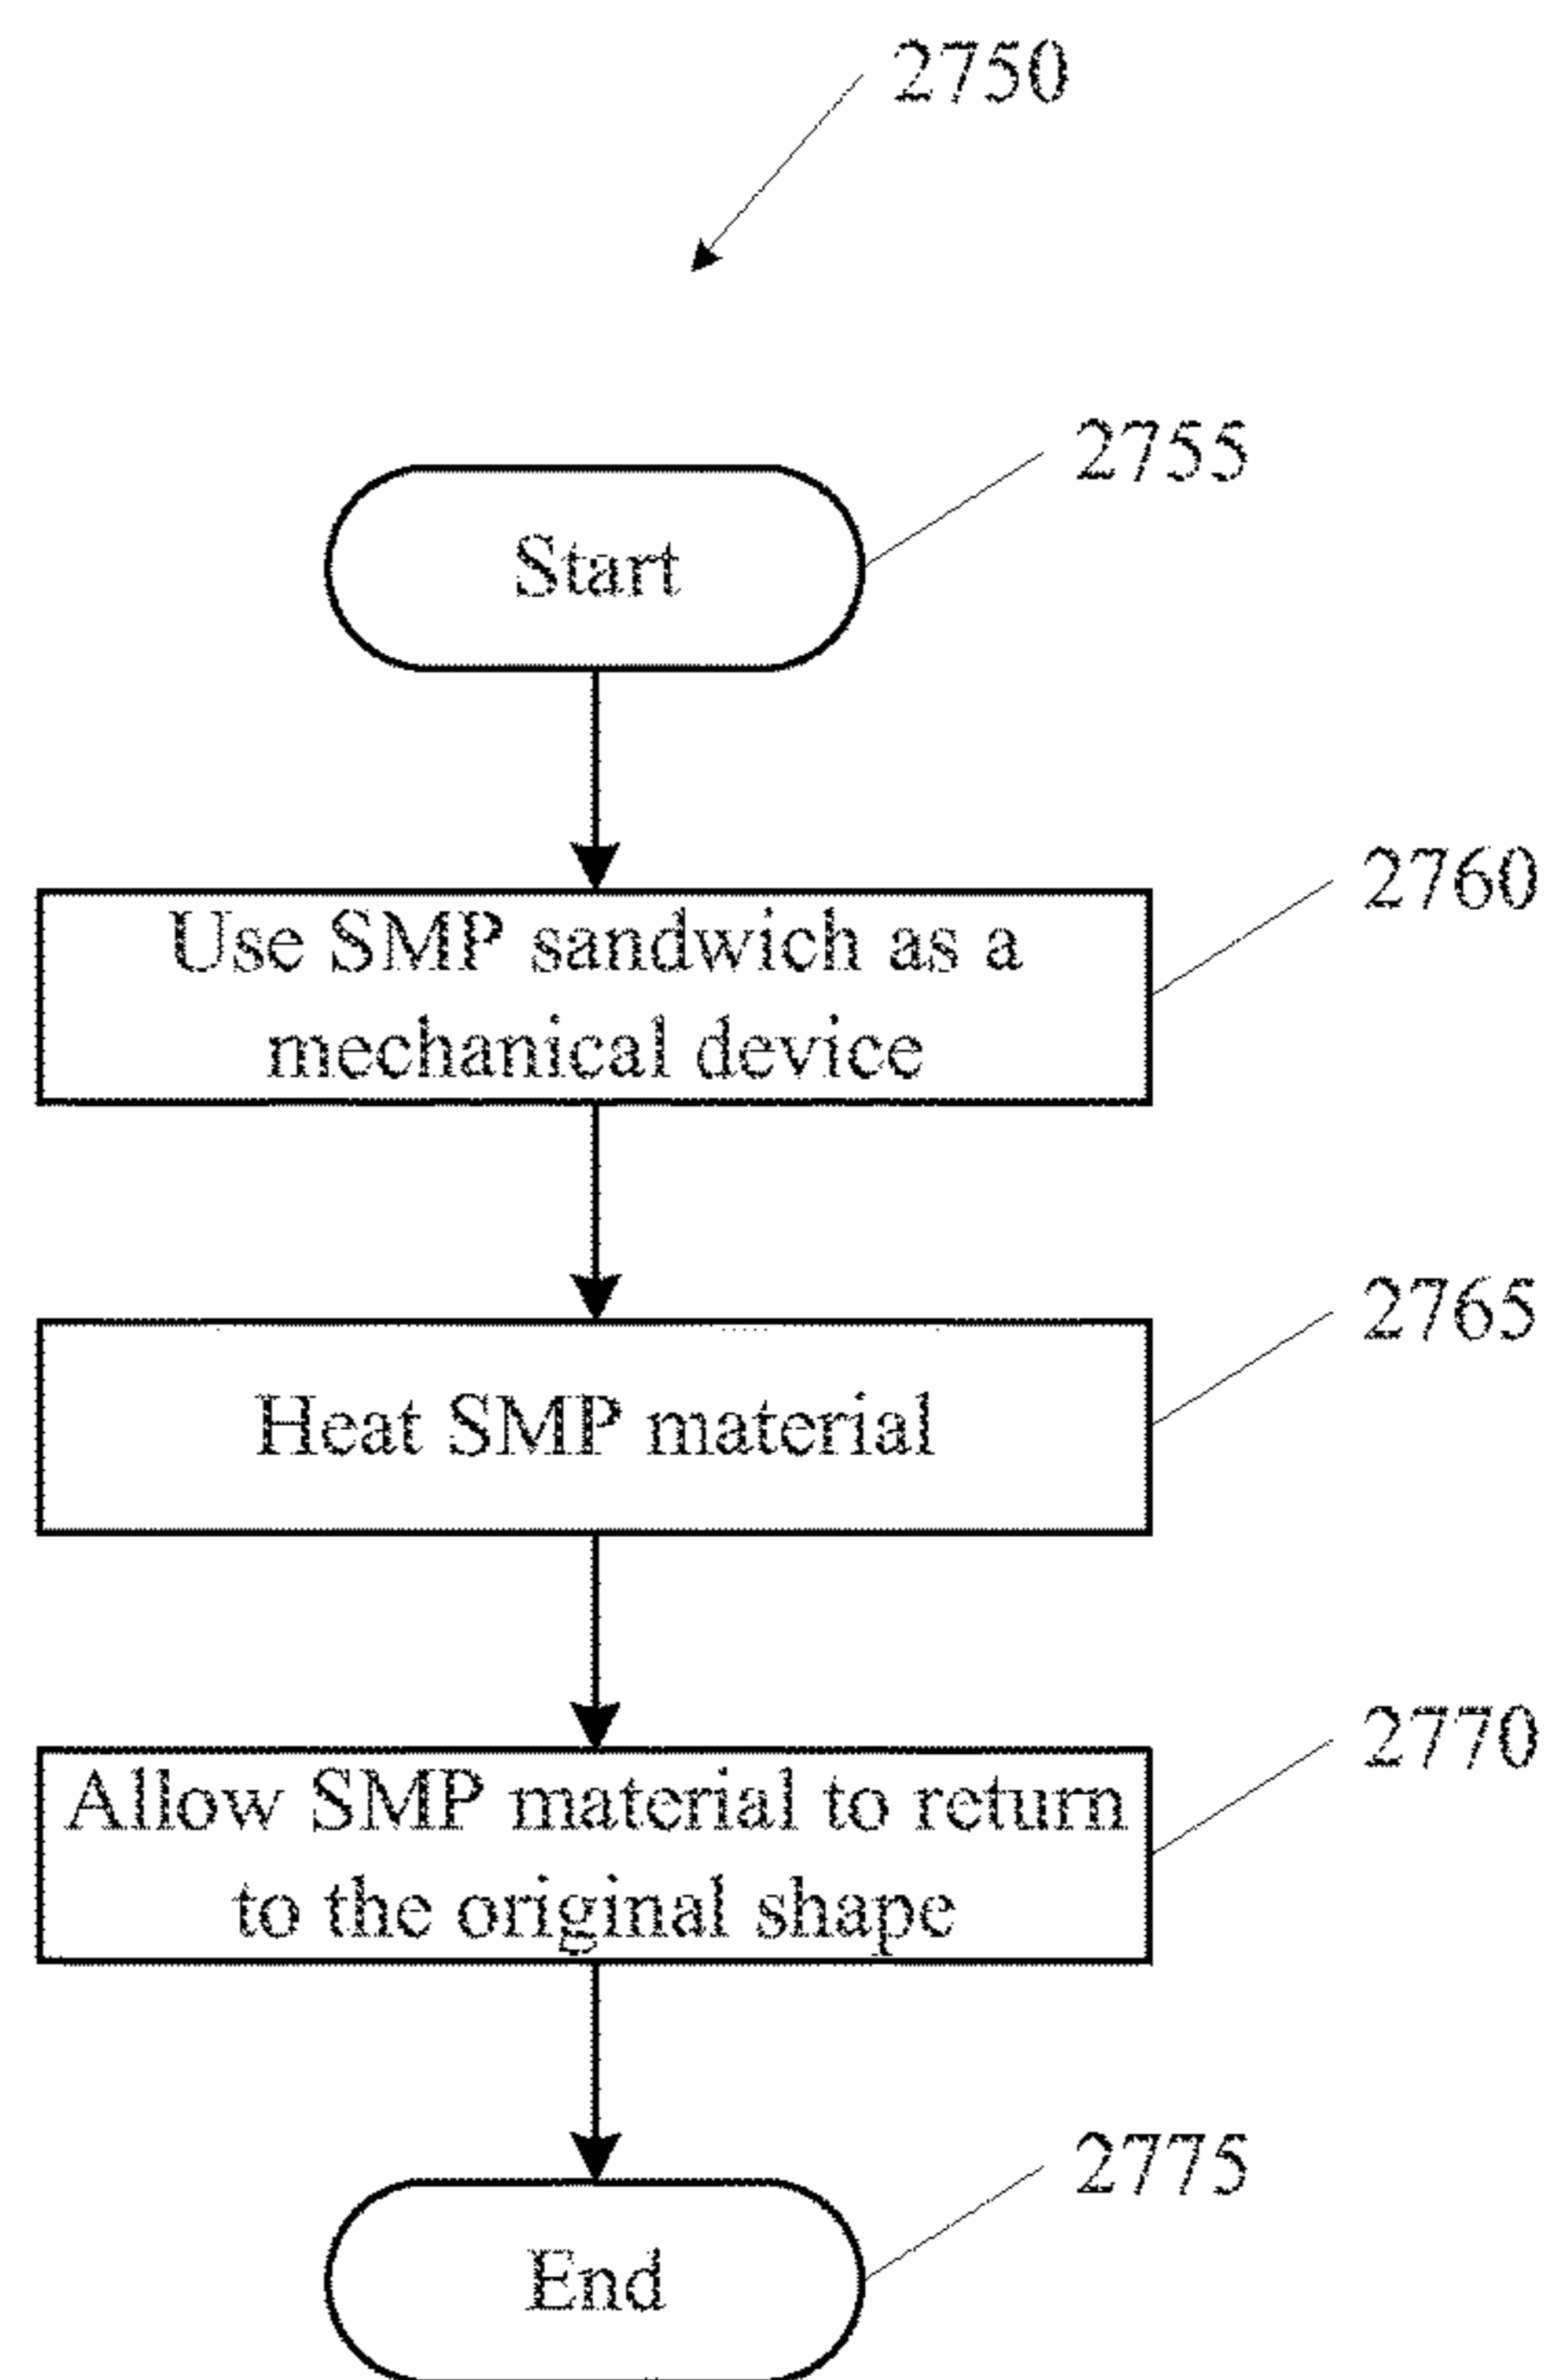 2750
2755
Start
2760
Use SMP sandwich as a
mechanical device
2765
Heat SMP material
2770
Allow SMP material to return
to the original shape
2775
End